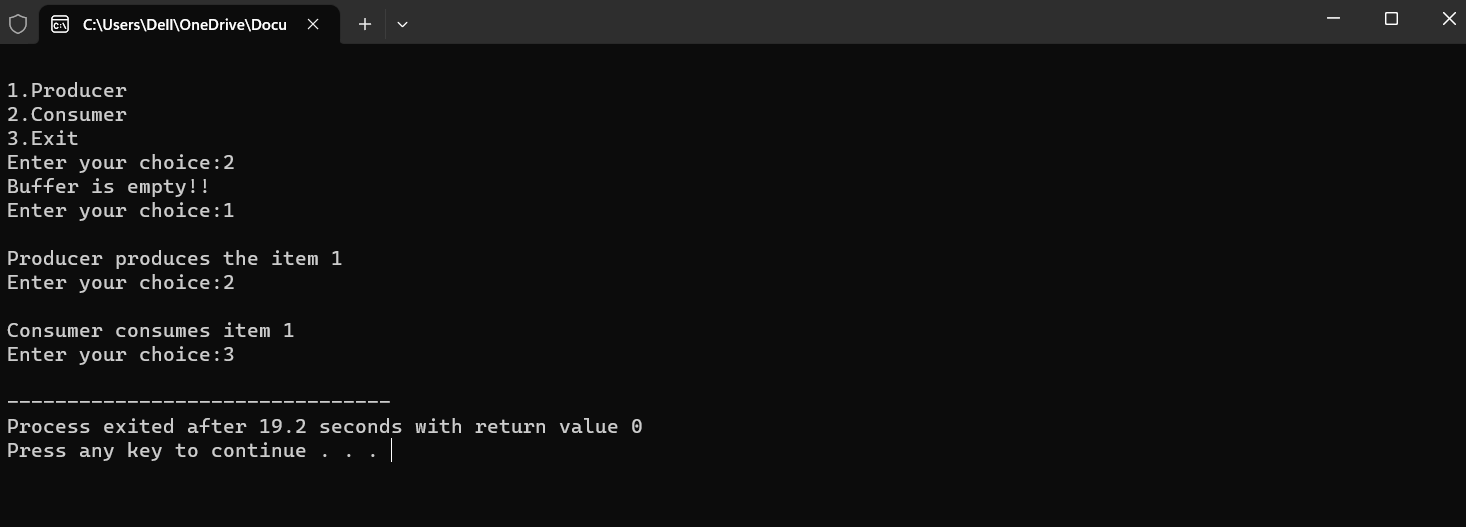 C:\Users\Dell\OneDrive\Docu
1.Producer
2.Consumer
3.Exit
Enter your choice:2
Buffer is empty!!
Enter your choice:1
Producer produces the item 1
Enter your choice:2
Consumer consumes item 1
Enter your choice:3
--------------------------------
Process exited after 19.2 seconds with return value 0
Press any key to continue . . .